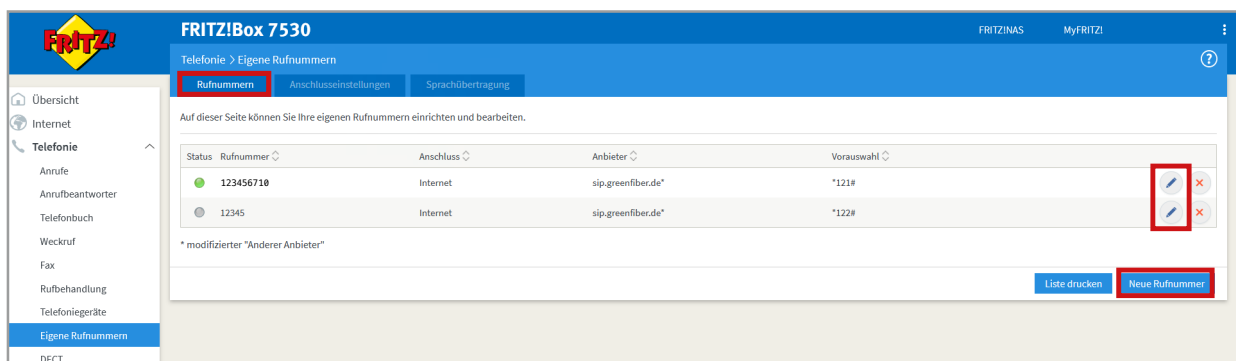 FRITZ!
FRITZ!Box 7530
FRITZ!NAS
MyFRITZ!
Telefonie > Eigene Rufnummern
?
Rufnummern
Anschlusseinstellungen
Sprachübertragung
Auf dieser Seite können Sie Ihre eigenen Rufnummern einrichten und bearbeiten.
Übersicht
Internet
Telefonie
Anrufe
Anrufbeantworter
Telefonbuch
Weckruf
Fax
Rufbehandlung
Telefoniegeräte
Eigene Rufnummern
DECT
Status Rufnummer Anschluss Anbieter Vorauswahl
123456710 Internet sip.greenfiber.de* *121#
12345 Internet sip.greenfiber.de* *122#
* modifizierter "Anderer Anbieter"
Liste drucken
Neue Rufnummer